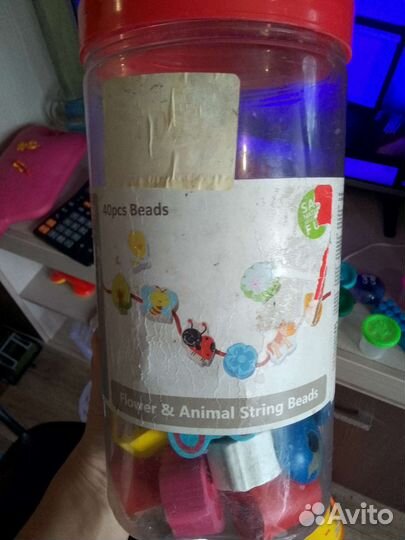 40pcs Beads
Flower & Animal String Beads
Avito